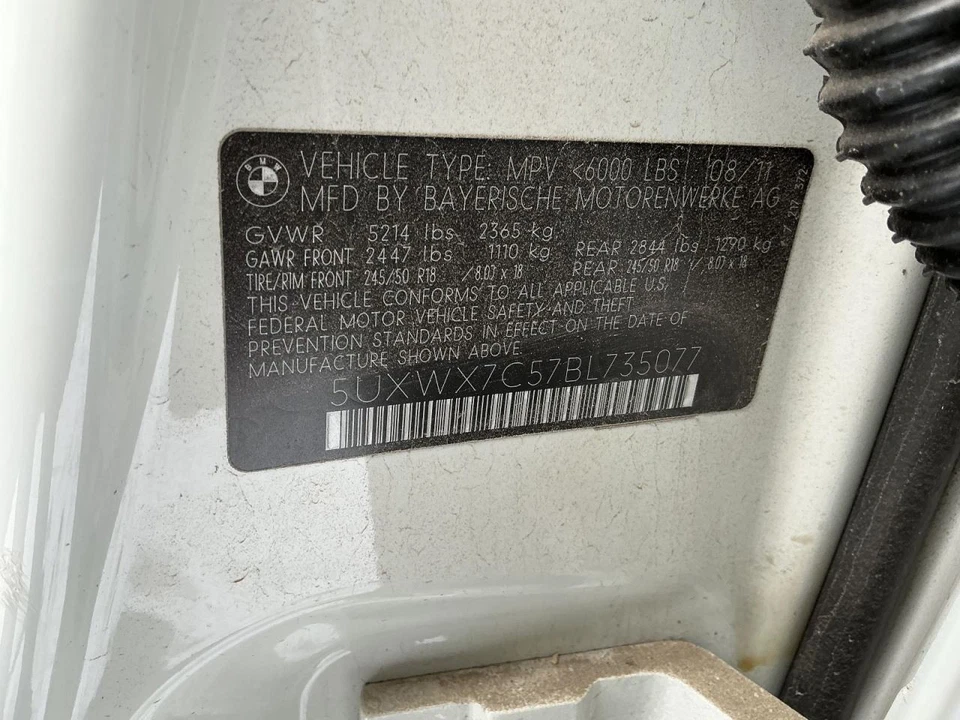 BMW
VEHICLE TYPE: MPV <6000 LBS 08/11
MFD BY BAYERISCHE MOTORENWERKE AG
GVWR 5214 lbs 2365 kg
GAWR FRONT 2447 lbs 1110 kg REAR 2844 lbs 1290 kg
TIRE/RIM FRONT 245/50 R18 / 8.0J x 18 REAR 245/50 R18 / 8.0J x 18
THIS VEHICLE CONFORMS TO ALL APPLICABLE U.S.
FEDERAL MOTOR VEHICLE SAFETY AND THEFT
PREVENTION STANDARDS IN EFFECT ON THE DATE OF
MANUFACTURE SHOWN ABOVE.
5UXWX7C57BL735077